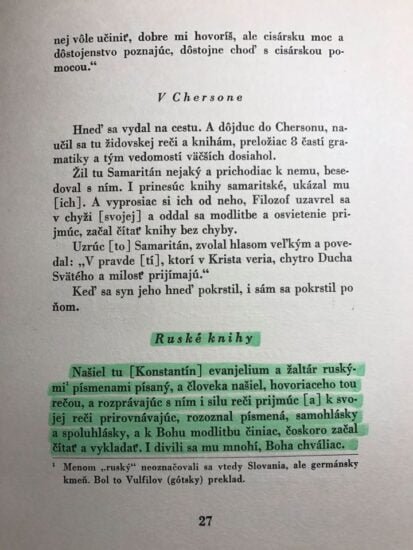 nej vôle učiniť, dobre mi hovoríš, ale cisársku moc a
dôstojenstvo poznajúc, dôstojne choď s cisárskou po-
mocou."
V Chersone
Hneď sa vydal na cestu. A dôjduc do Chersonu, na-
učil sa tu židovskej reči a knihám, preložiac 8 častí gra-
matiky a tým vedomostí väčších dosiahol.
Žil tu Samaritán nejaký a prichodiac k nemu, bese-
doval s ním. I prinesúc knihy samaritské, ukázal mu
[ich]. A vyprosiac si ich od neho, Filozof uzavrel sa
v chyži [svojej] a oddal sa modlitbe a osvietenie pri-
jmúc, začal čítať knihy bez chyby.
Uzrúc [to] Samaritán, zvolal hlasom veľkým a pove-
dal: „V pravde [tí], ktorí v Krista veria, chytro Ducha
Svätého a milosť prijímajú."
Keď sa syn jeho hneď pokrstil, i sám sa pokrstil po
ňom.
Ruské knihy
Našiel tu [Konstantín] evanjelium a žaltár ruský-
mi¹ písmenami písaný, a človeka našiel, hovoriaceho tou
rečou, a rozprávajúc s ním i silu reči prijmúc [a] k svo-
jej reči prirovnávajúc, rozoznal písmená, samohlásky
a spoluhlásky, a k Bohu modlitbu činiac, čoskoro začal
čítať a vykladať. I divili sa mu mnohí, Boha chváliac.
¹ Menom „ruský" neoznačovali sa vtedy Slovania, ale germánsky
kmeň. Bol to Vulfilov (gótsky) preklad.
27